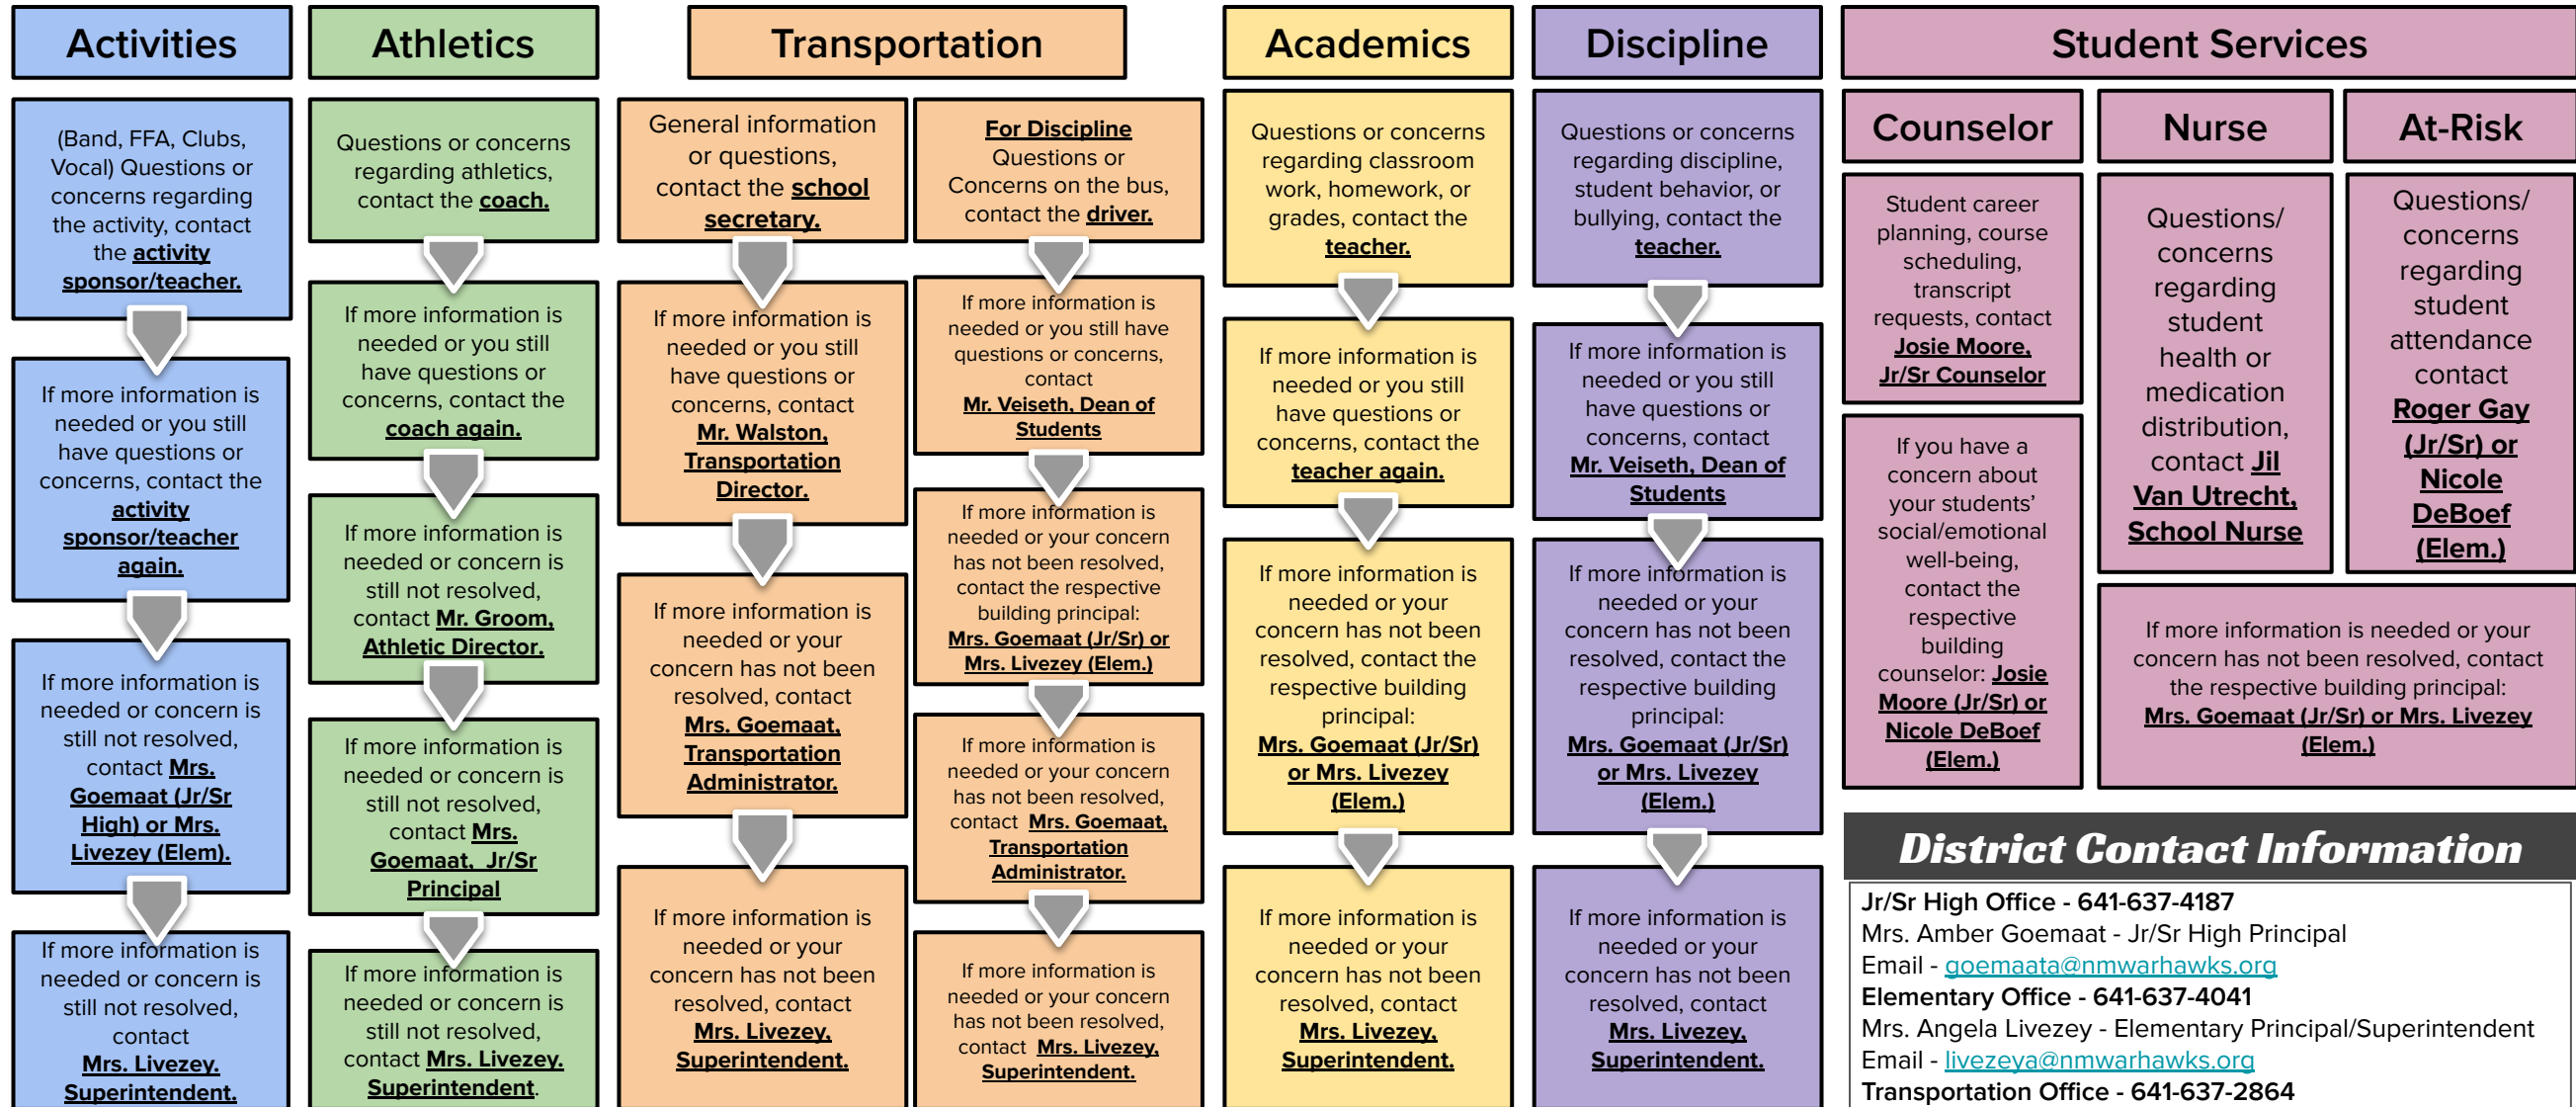 Activities
(Band, FFA, Clubs,
Vocal) Questions or
concerns regarding
the activity, contact
the activity
sponsor/teacher.
If more information is
needed or you still
have questions or
concerns, contact the
activity
sponsor/teacher
again.
If more information is
needed or concern is
still not resolved,
contact Mrs.
Goemaat (Jr/Sr
High) or Mrs.
Livezey (Elem).
If more information is
needed or concern is
still not resolved,
contact
Mrs. Livezey.
Superintendent.
Athletics
Questions or concerns
regarding athletics,
contact the coach.
If more information is
needed or you still
have questions or
concerns, contact the
coach again.
If more information is
needed or concern is
still not resolved,
contact Mr. Groom,
Athletic Director.
If more information is
needed or concern is
still not resolved,
contact Mrs.
Goemaat, Jr/Sr
Principal
If more information is
needed or concern is
still not resolved,
contact Mrs. Livezey.
Superintendent.
Transportation
General information
or questions,
contact the school
secretary.
If more information is
needed or you still
have questions or
concerns, contact
Mr. Walston,
Transportation
Director.
If more information is
needed or your
concern has not been
resolved, contact
Mrs. Goemaat,
Transportation
Administrator.
If more information is
needed or your
concern has not been
resolved, contact
Mrs. Livezey,
Superintendent.
For Discipline
Questions or
Concerns on the bus,
contact the driver.
If more information is
needed or you still have
questions or concerns,
contact
Mr. Veiseth, Dean of
Students
If more information is
needed or your concern
has not been resolved,
contact the respective
building principal:
Mrs. Goemaat (Jr/Sr) or
Mrs. Livezey (Elem.)
If more information is
needed or your concern
has not been resolved,
contact Mrs. Goemaat,
Transportation
Administrator.
If more information is
needed or your concern
has not been resolved,
contact Mrs. Livezey,
Superintendent.
Academics
Questions or concerns
regarding classroom
work, homework, or
grades, contact the
teacher.
If more information is
needed or you still
have questions or
concerns, contact the
teacher again.
If more information is
needed or your
concern has not been
resolved, contact the
respective building
principal:
Mrs. Goemaat (Jr/Sr)
or Mrs. Livezey
(Elem.)
If more information is
needed or your
concern has not been
resolved, contact
Mrs. Livezey,
Superintendent.
Discipline
Questions or concerns
regarding discipline,
student behavior, or
bullying, contact the
teacher.
If more information is
needed or you still
have questions or
concerns, contact
Mr. Veiseth, Dean of
Students
If more information is
needed or your
concern has not been
resolved, contact the
respective building
principal:
Mrs. Goemaat (Jr/Sr)
or Mrs. Livezey
(Elem.)
If more information is
needed or your
concern has not been
resolved, contact
Mrs. Livezey,
Superintendent.
Student Services
Counselor
Student career
planning, course
scheduling,
transcript
requests, contact
Josie Moore,
Jr/Sr Counselor
If you have a
concern about
your students’
social/emotional
well-being,
contact the
respective
building
counselor: Josie
Moore (Jr/Sr) or
Nicole DeBoef
(Elem.)
Nurse
Questions/
concerns
regarding
student
health or
medication
distribution,
contact Jil
Van Utrecht,
School Nurse
At-Risk
Questions/
concerns
regarding
student
attendance
contact
Roger Gay
(Jr/Sr) or
Nicole
DeBoef
(Elem.)
If more information is needed or your
concern has not been resolved, contact
the respective building principal:
Mrs. Goemaat (Jr/Sr) or Mrs. Livezey
(Elem.)
District Contact Information
Jr/Sr High Office - 641-637-4187
Mrs. Amber Goemaat - Jr/Sr High Principal
Email - goemaata@nmwarhawks.org
Elementary Office - 641-637-4041
Mrs. Angela Livezey - Elementary Principal/Superintendent
Email - livezeya@nmwarhawks.org
Transportation Office - 641-637-2864